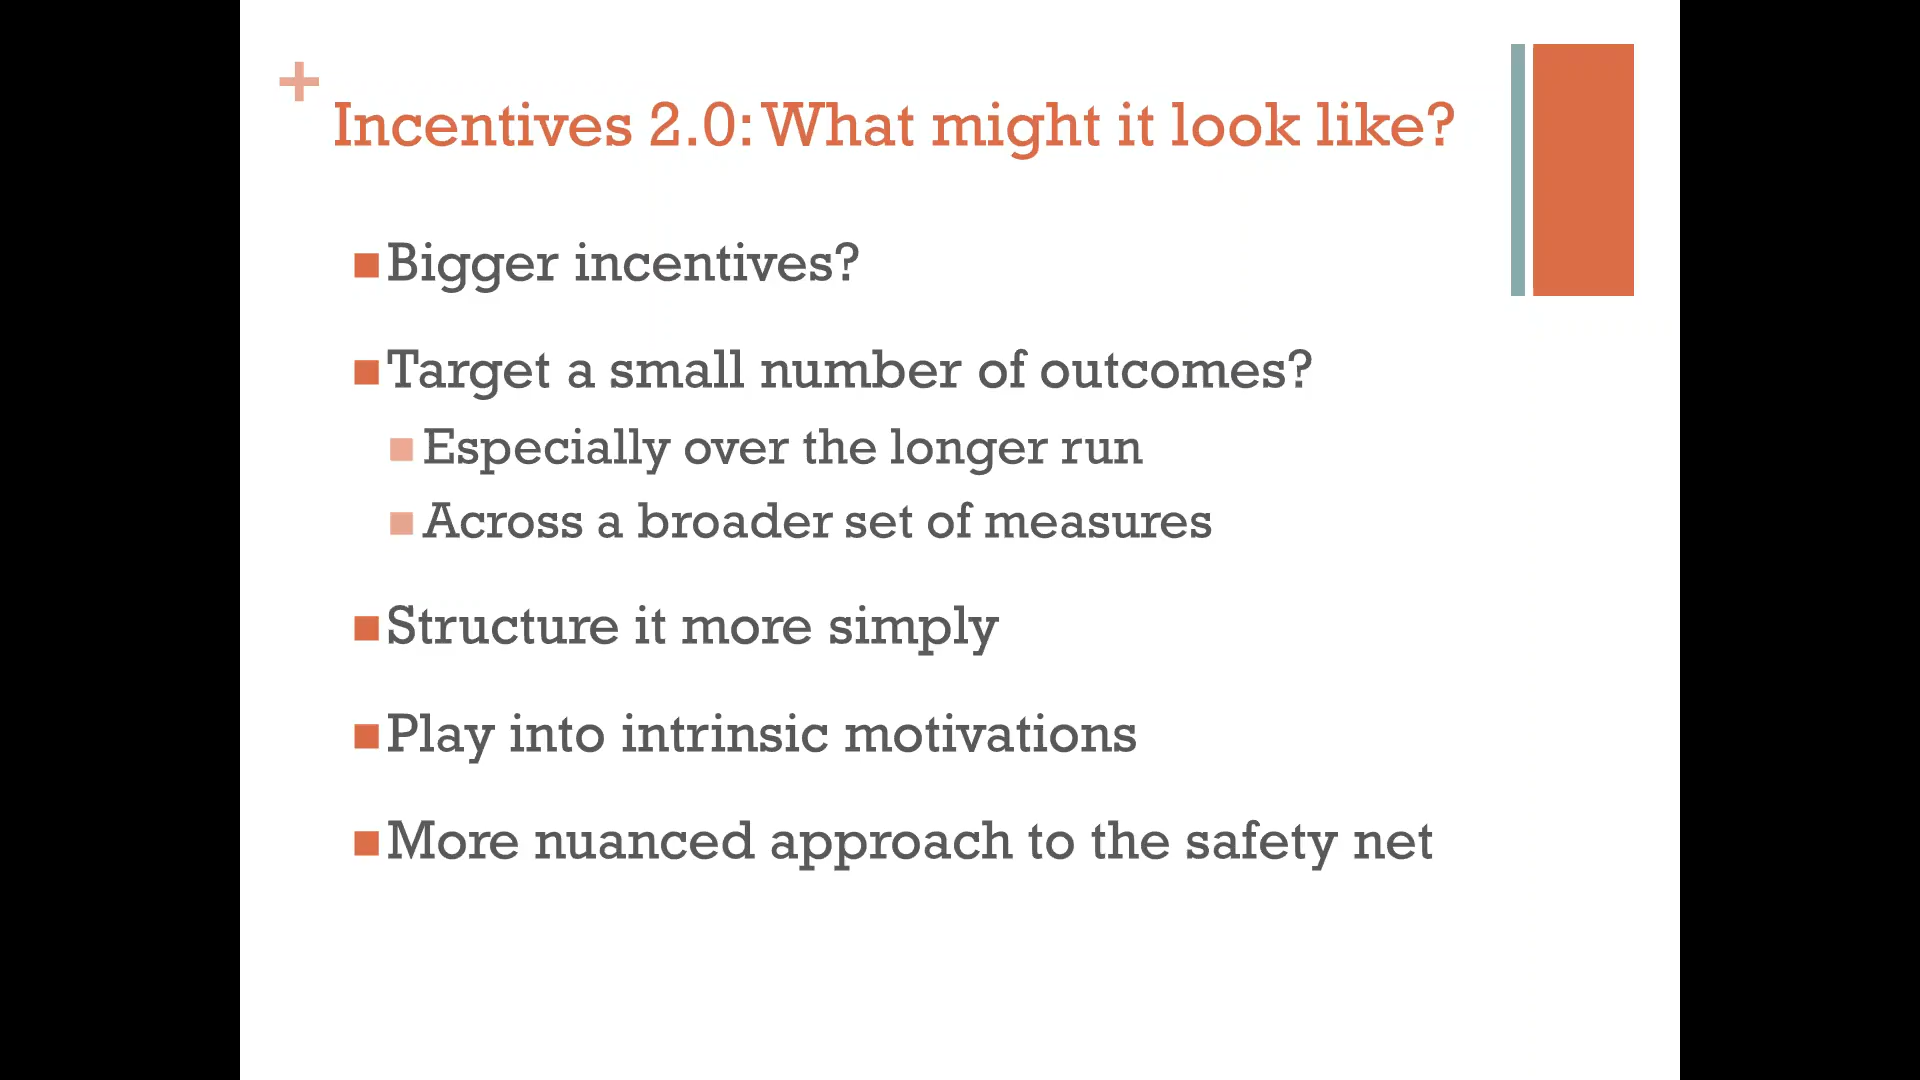 +
Incentives 2.0: What might it look like?
Bigger incentives?
Target a small number of outcomes?
Especially over the longer run
Across a broader set of measures
Structure it more simply
Play into intrinsic motivations
More nuanced approach to the safety net